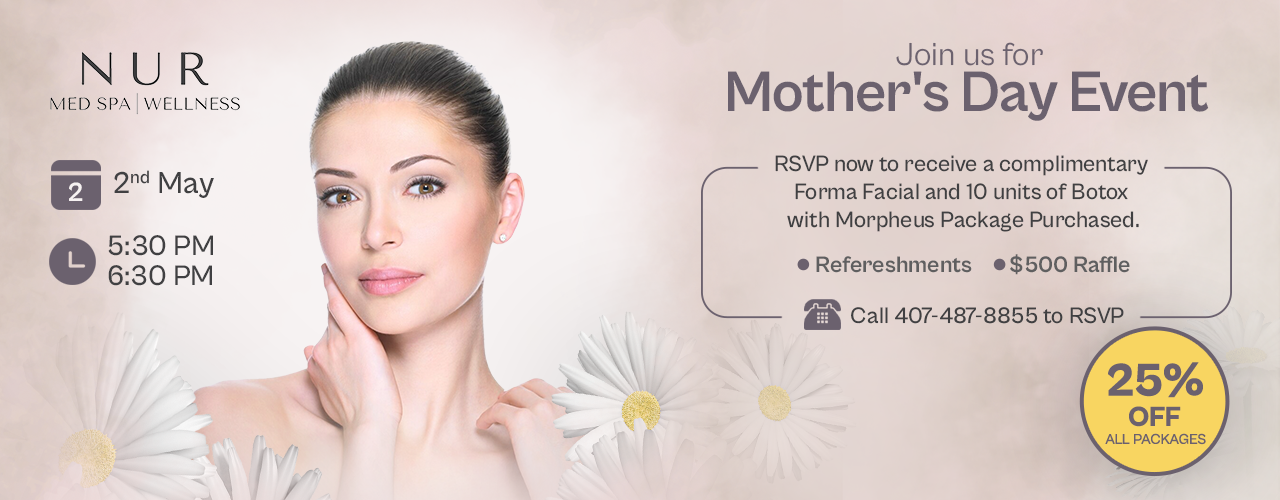 NUR
MED SPA | WELLNESS
2
2nd May
5:30 PM
6:30 PM
Join us for
Mother's Day Event
RSVP now to receive a complimentary
Forma Facial and 10 units of Botox
with Morpheus Package Purchased.
• Refereshments • $500 Raffle
Call 407-487-8855 to RSVP
25%
OFF
ALL PACKAGES